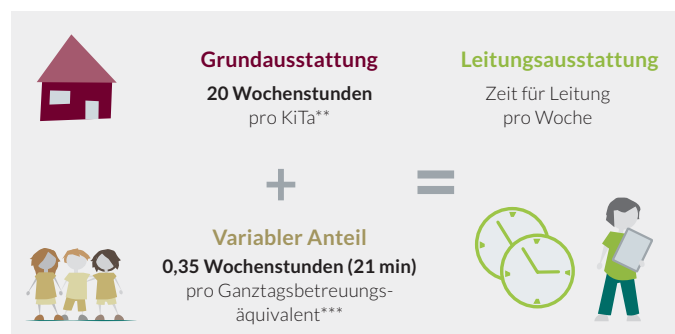 Grundausstattung
20 Wochenstunden
pro KiTa**
+
Variabler Anteil
0,35 Wochenstunden (21 min)
pro Ganztagsbetreuungs-
äquivalent***
=
Leitungsausstattung
Zeit für Leitung
pro Woche